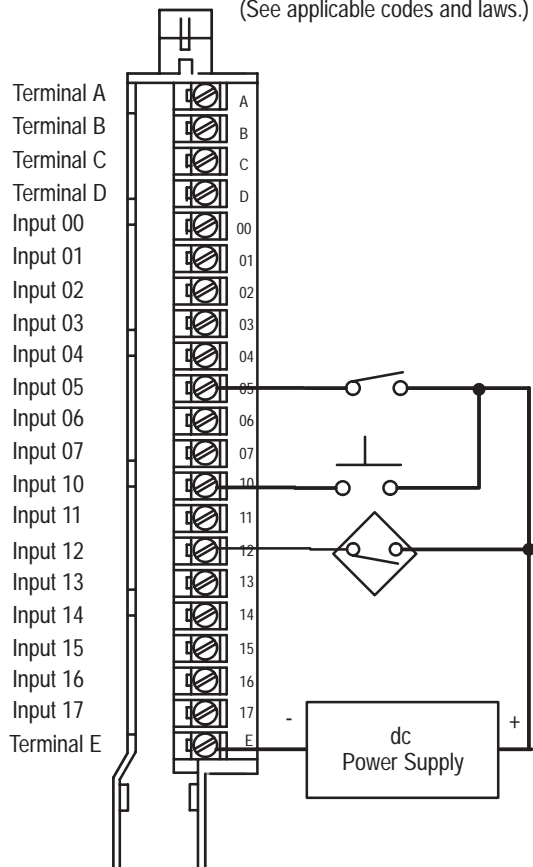 (See applicable codes and laws.)
Terminal A A
Terminal B B
Terminal C C
Terminal D D
Input 00 00
Input 01 01
Input 02 02
Input 03 03
Input 04 04
Input 05 05
Input 06 06
Input 07 07
Input 10 10
Input 11 11
Input 12 12
Input 13 13
Input 14 14
Input 15 15
Input 16 16
Input 17 17
Terminal E E
- dc +
Power Supply